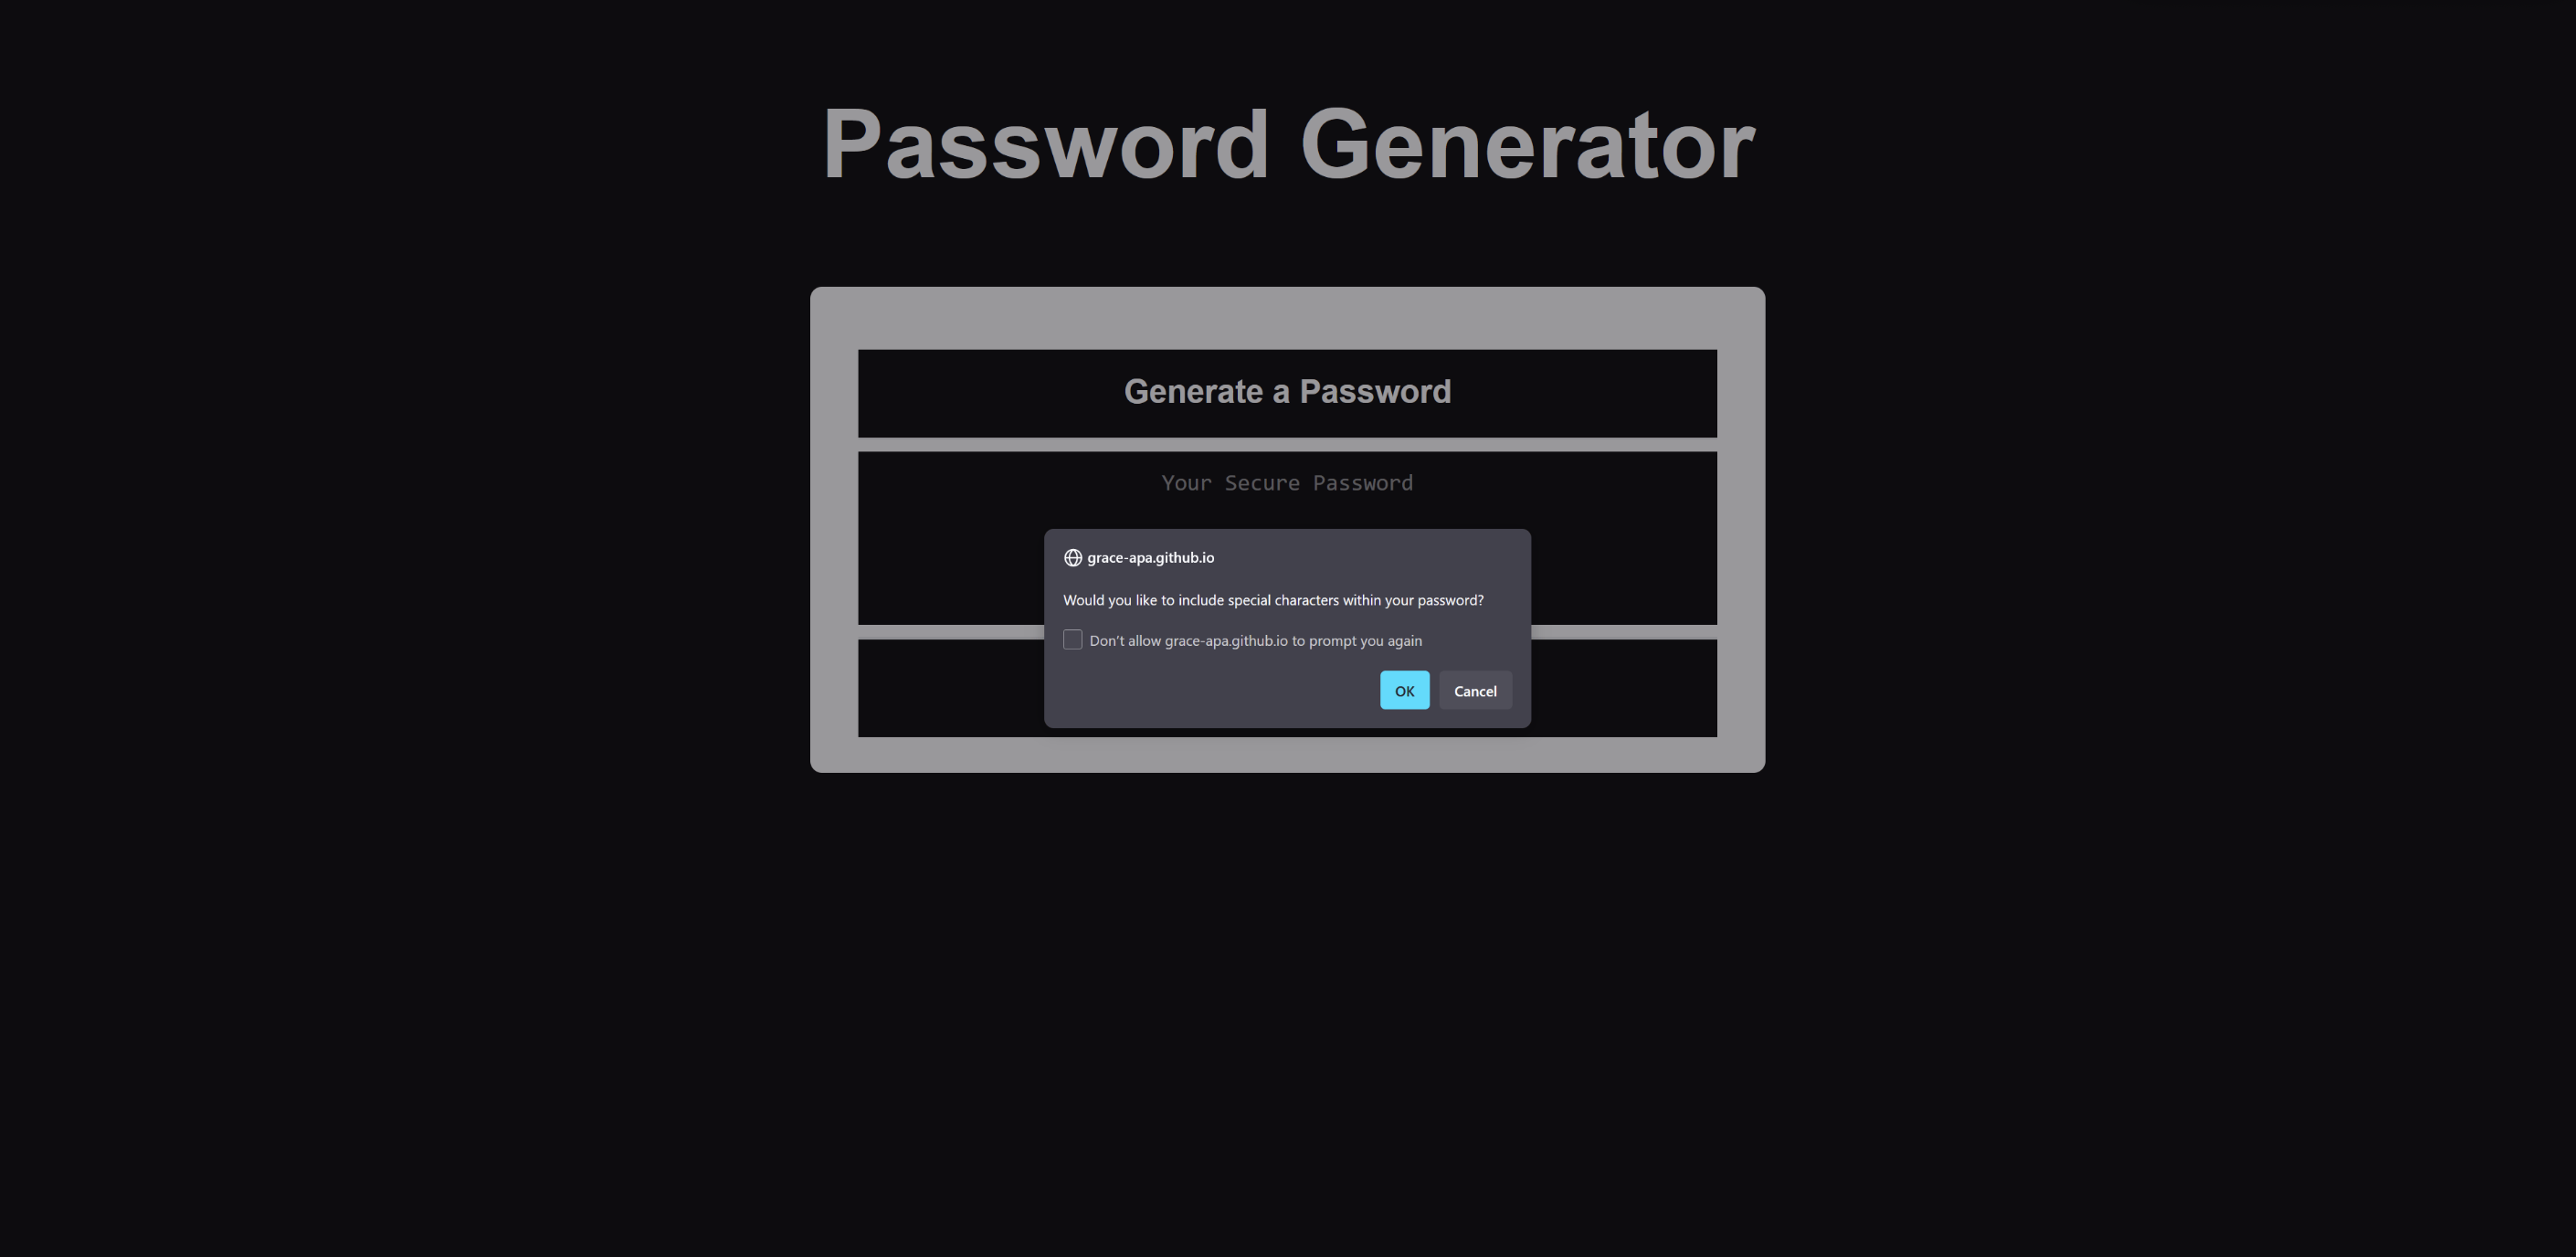 Password Generator
Generate a Password
Your Secure Password
grace-apa.github.io
Would you like to include special characters within your password?
Don't allow grace-apa.github.io to prompt you again
OK Cancel